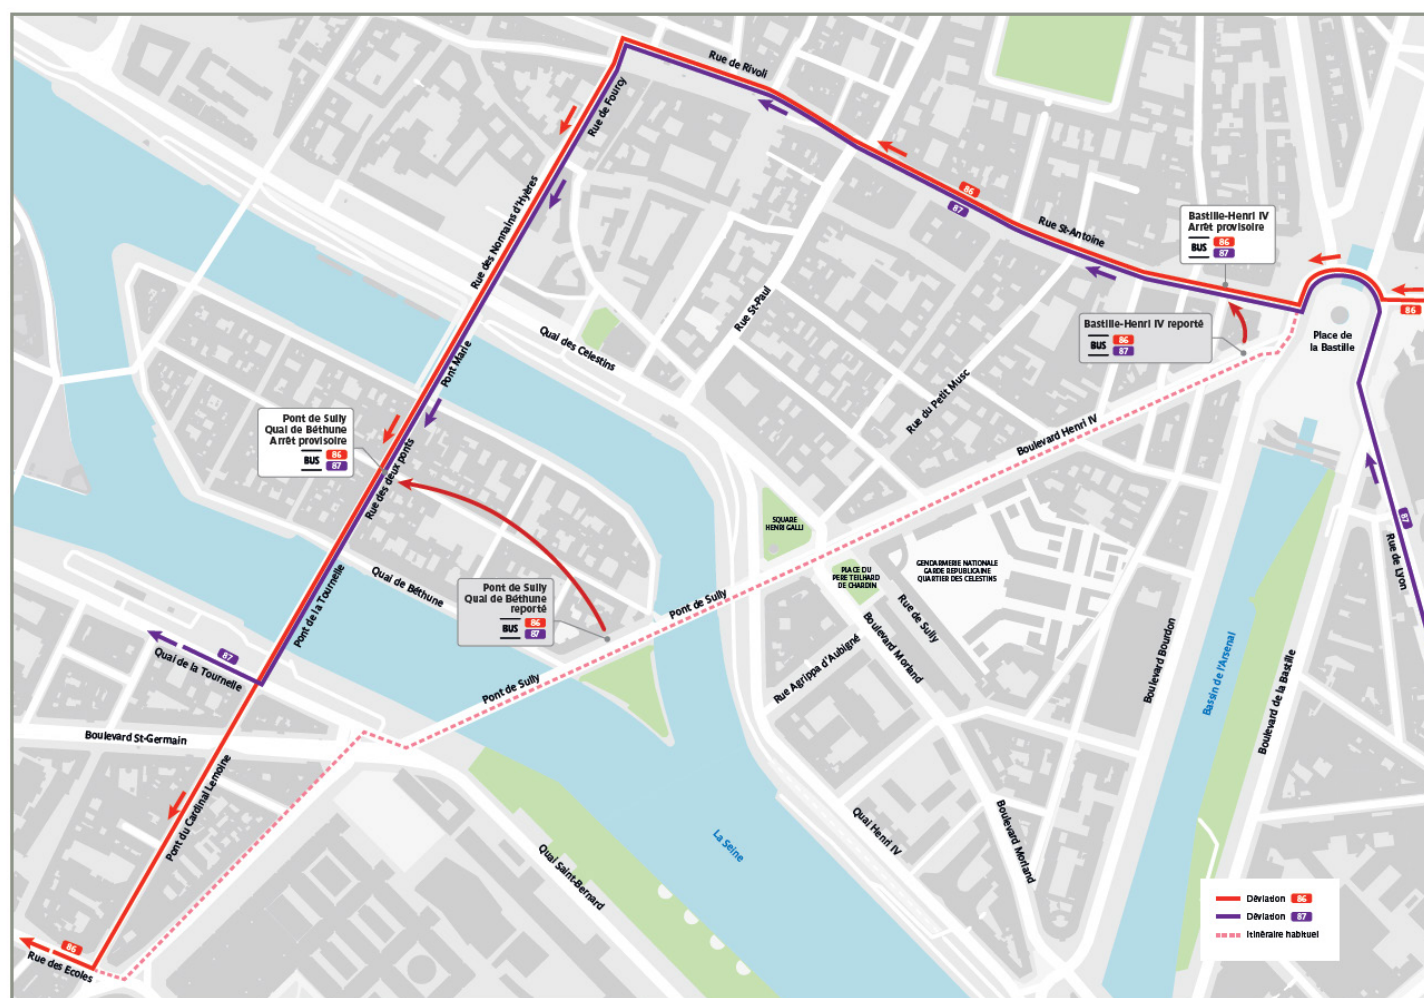 Rue de Rivoli
Rue de Fourcy
86
87
Rue St-Antoine
Bastille-Henri IV
Arrêt provisoire
BUS 86
87
86
Place de
la Bastille
Bastille-Henri IV reporté
BUS 86
87
Rue des Nonnains d'Hyères
Rue St-Paul
Quai des Celestins
Pont Marie
Rue du Petit Musc
Boulevard Henri IV
Pont de Sully
Quai de Béthune
Arrêt provisoire
BUS 86
87
Rue des deux ponts
87
Rue de Lyon
SQUARE
HENRI GALLI
PLACE DU
PERE TEILHARD
DE CHARDIN
GENDARMERIE NATIONALE
GARDE REPUBLICAINE
QUARTIER DES CELESTINS
Quai de Béthune
Pont de Sully
Quai de Béthune
reporté
BUS 86
87
Pont de Sully
Rue de Sully
Pont de la Tournelle
87
Quai de la Tournelle
Pont de Sully
Rue Agrippa d'Aubigné
Boulevard Morland
Boulevard Bourdon
Bassin de l'Arsenal
Boulevard de la Bastille
Boulevard St-Germain
Pont du Cardinal Lemoine
La Seine
Quai Henri IV
Boulevard Morland
Quai Saint-Bernard
86
Rue des Ecoles
Déviation 86
Déviation 87
Itinéraire habituel